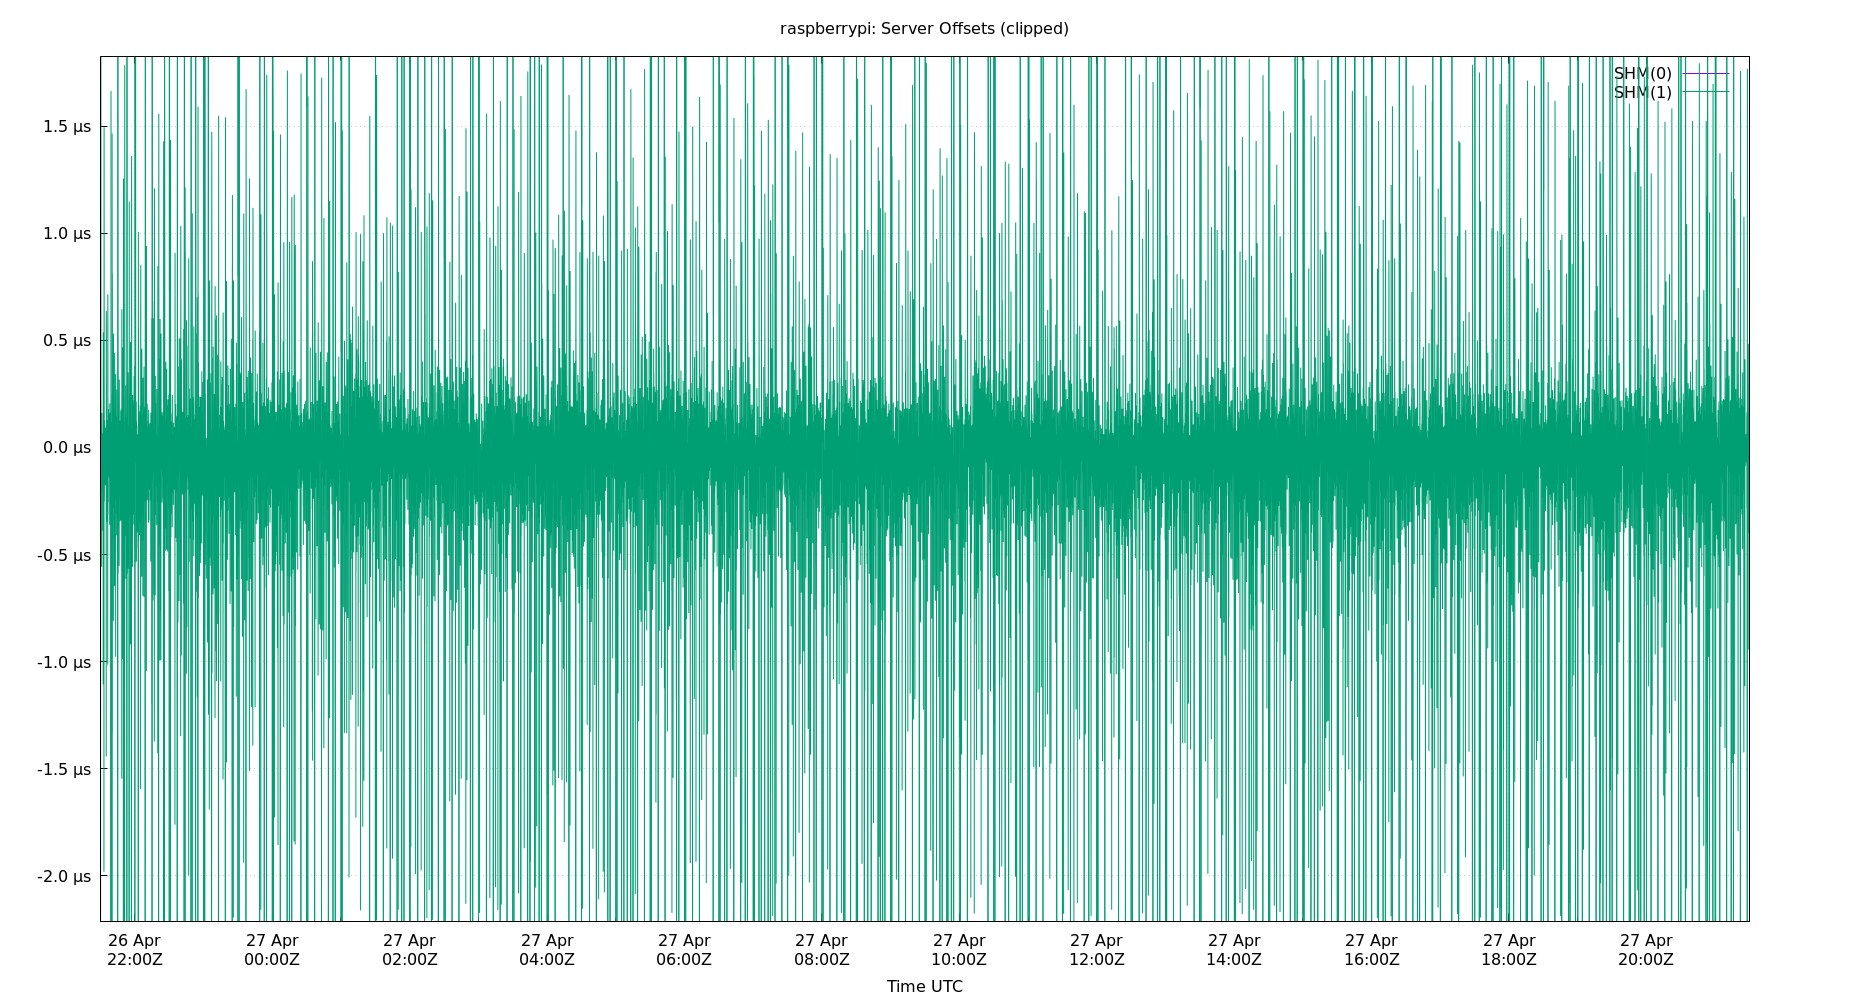 raspberrypi: Server Offsets (clipped)
SHM(0)
SHM(1)
1.5 µs
1.0 µs
0.5 µs
0.0 µs
-0.5 µs
-1.0 µs
-1.5 µs
-2.0 µs
26 Apr 27 Apr 27 Apr 27 Apr 27 Apr 27 Apr 27 Apr 27 Apr 27 Apr 27 Apr 27 Apr 27 Apr
22:00Z 00:00Z 02:00Z 04:00Z 06:00Z 08:00Z 10:00Z 12:00Z 14:00Z 16:00Z 18:00Z 20:00Z
Time UTC